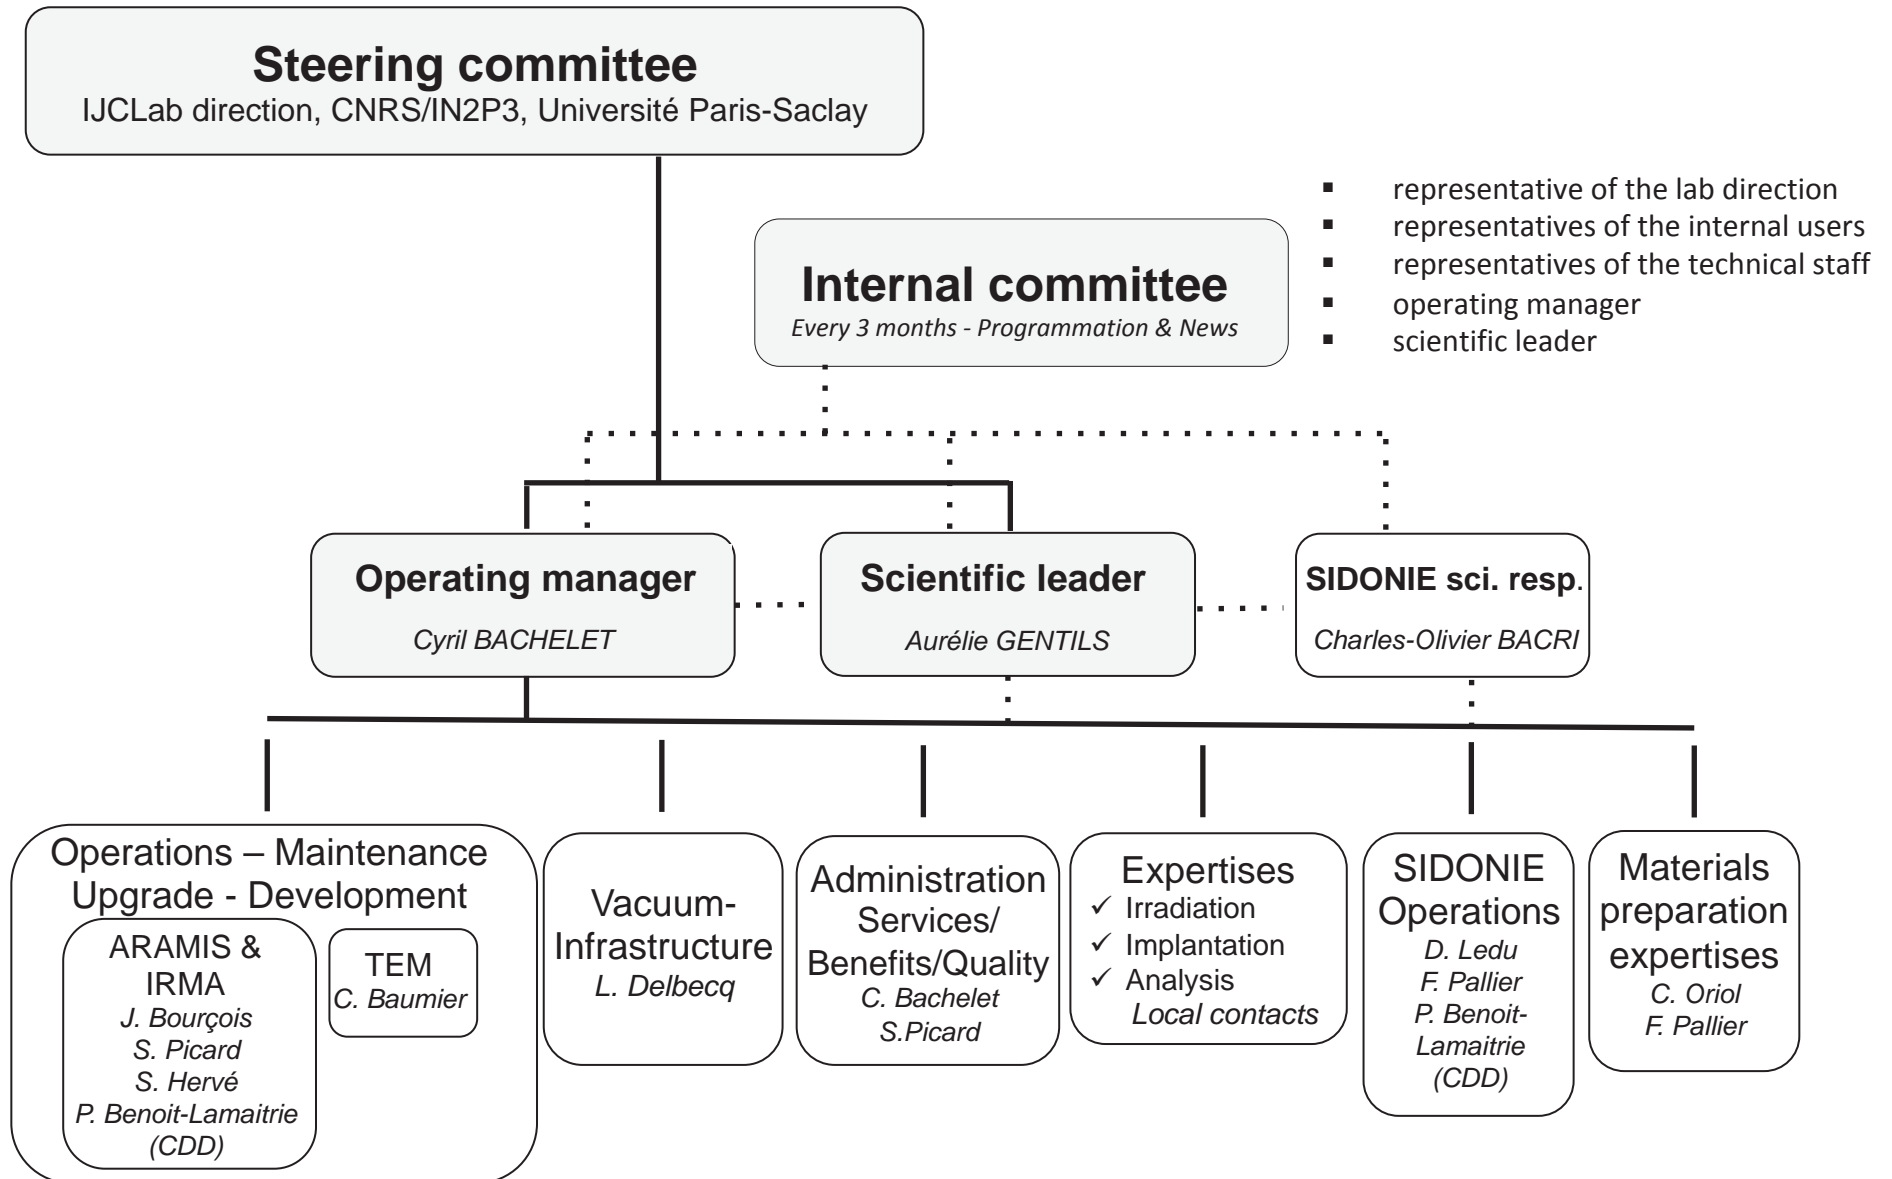 Steering committee
IJCLab direction, CNRS/IN2P3, Université Paris-Saclay
▪ representative of the lab direction
▪ representatives of the internal users
▪ representatives of the technical staff
▪ operating manager
▪ scientific leader
Internal committee
Every 3 months - Programmation & News
Operating manager
Cyril BACHELET
Scientific leader
Aurélie GENTILS
SIDONIE sci. resp.
Charles-Olivier BACRI
Operations – Maintenance
Upgrade - Development
ARAMIS &
IRMA
J. Bourçois
S. Picard
S. Hervé
P. Benoit-Lamaitrie
(CDD)
TEM
C. Baumier
Vacuum-
Infrastructure
L. Delbecq
Administration
Services/
Benefits/Quality
C. Bachelet
S.Picard
Expertises
✓ Irradiation
✓ Implantation
✓ Analysis
Local contacts
SIDONIE
Operations
D. Ledu
F. Pallier
P. Benoit-
Lamaitrie
(CDD)
Materials
preparation
expertises
C. Oriol
F. Pallier